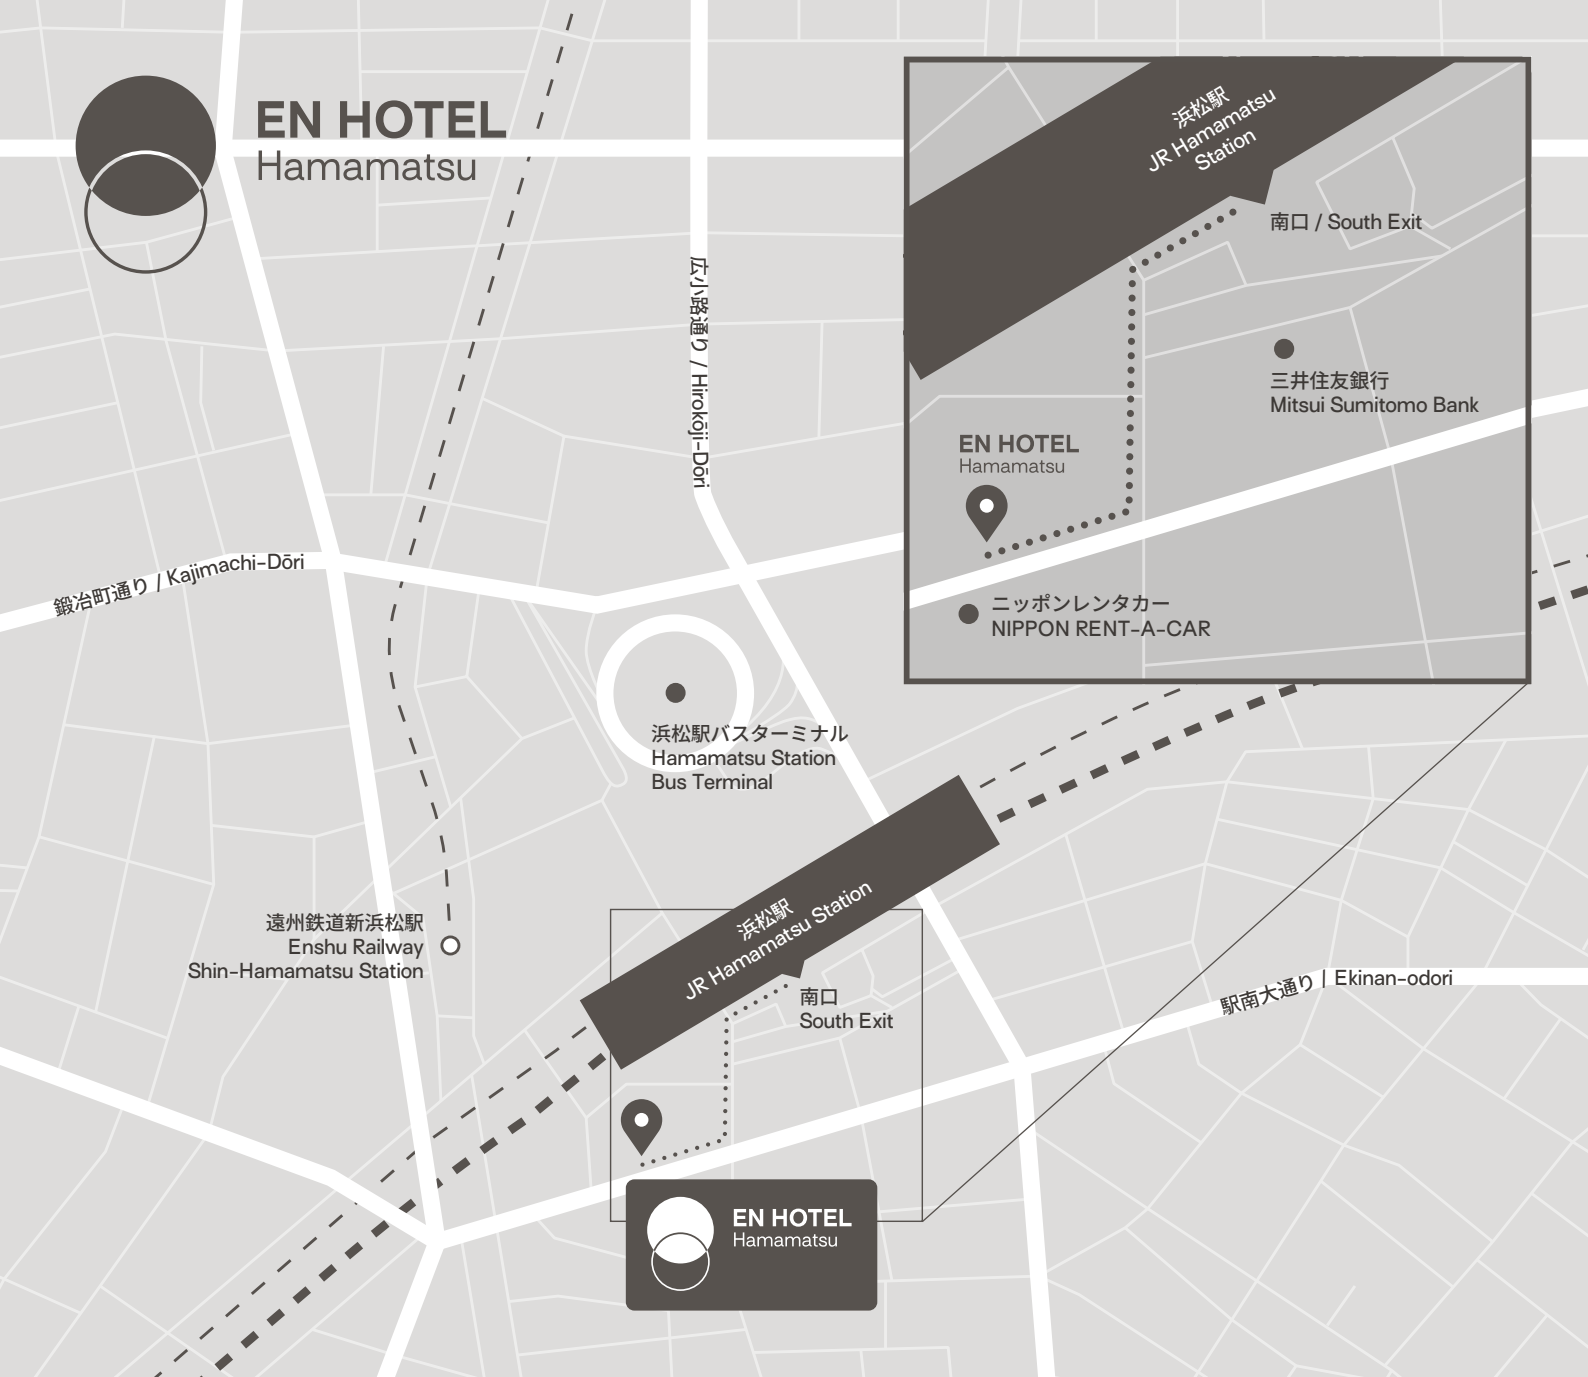 EN HOTEL
Hamamatsu
広小路通り / Hirokōji-Dōri
鍛冶町通り / Kajimachi-Dōri
浜松駅
JR Hamamatsu
Station
南口 / South Exit
三井住友銀行
Mitsui Sumitomo Bank
EN HOTEL
Hamamatsu
ニッポンレンタカー
NIPPON RENT-A-CAR
浜松駅バスターミナル
Hamamatsu Station
Bus Terminal
遠州鉄道新浜松駅
Enshu Railway
Shin-Hamamatsu Station
浜松駅
JR Hamamatsu Station
南口
South Exit
駅南大通り / Ekinan-odori
EN HOTEL
Hamamatsu